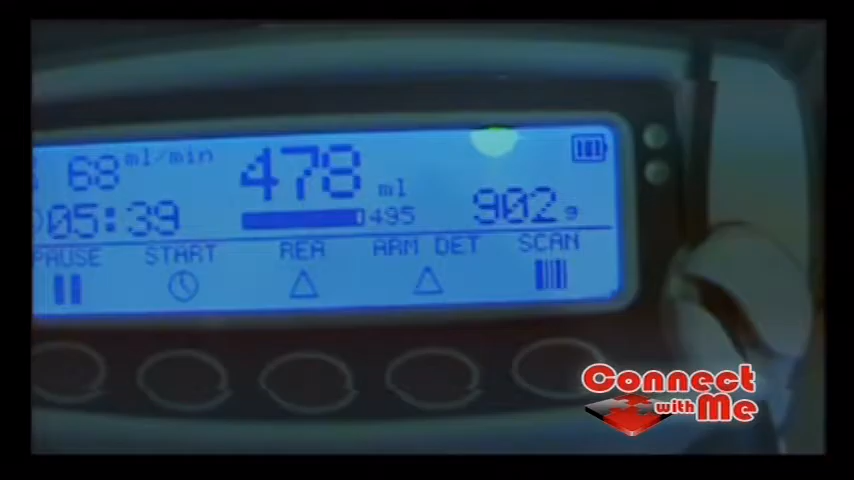 68 ml/min
478 ml
05:39
495
902 g
PAUSE START REA ARM DET SCAN
Connect
with Me